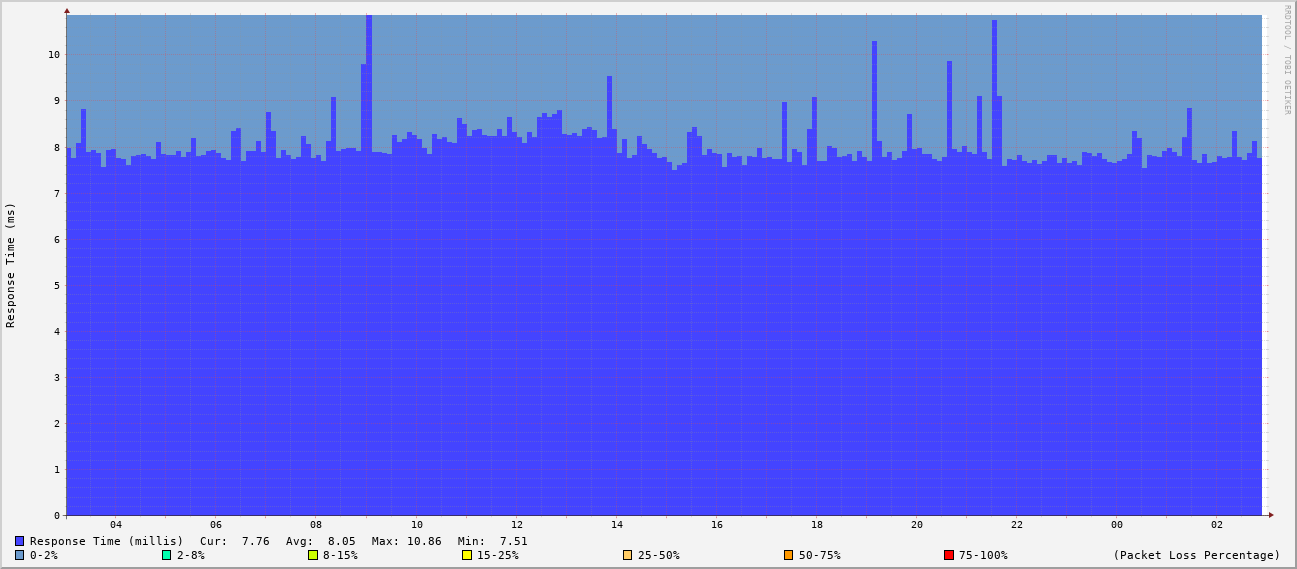 RRDTOOL / TOBI OETIKER
Response Time (ms)
10
9
8
7
6
5
4
3
2
1
0
04 06 08 10 12 14 16 18 20 22 00 02
Response Time (millis) Cur: 7.76 Avg: 8.05 Max: 10.86 Min: 7.51
0-2% 2-8% 8-15% 15-25% 25-50% 50-75% 75-100% (Packet Loss Percentage)